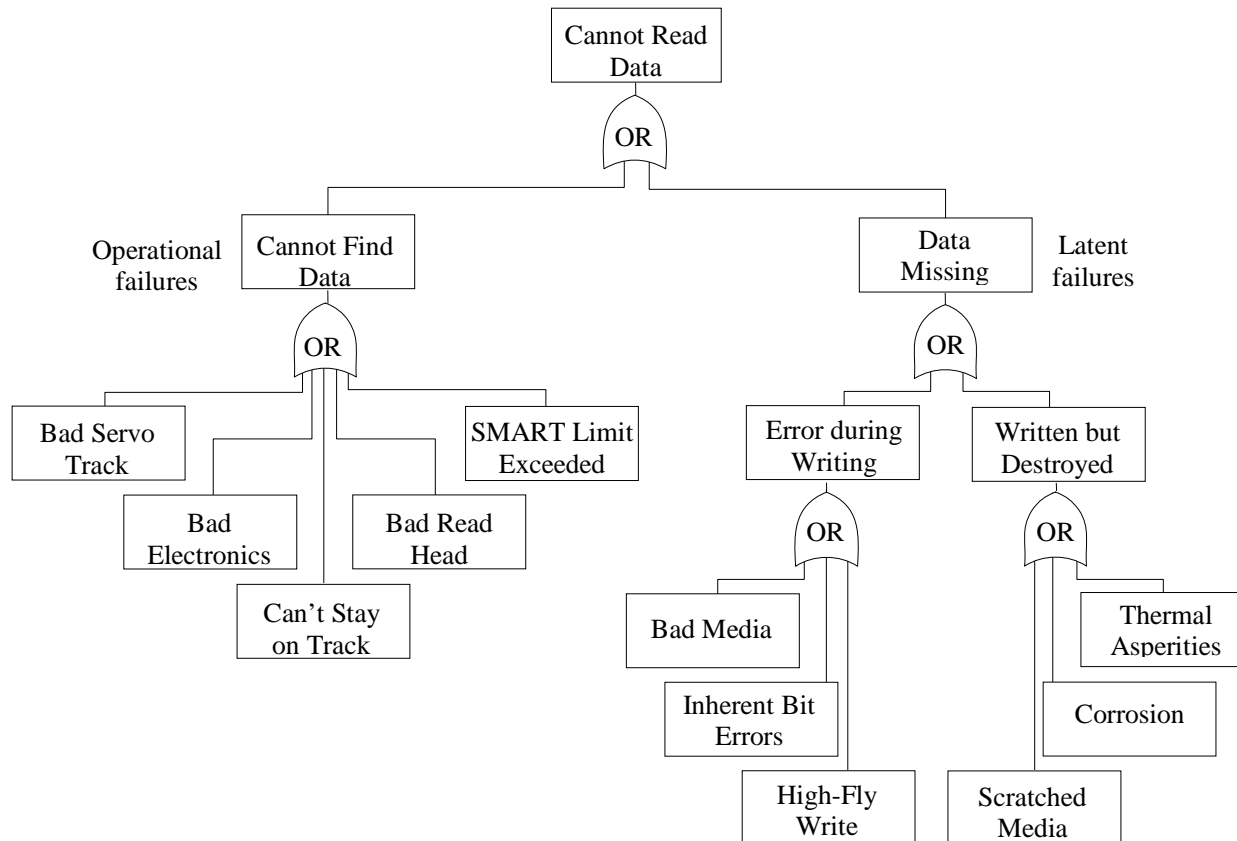 Cannot Read
Data
OR
Operational
failures
Cannot Find
Data
Data
Missing
Latent
failures
OR
OR
Bad Servo
Track
SMART Limit
Exceeded
Error during
Writing
Written but
Destroyed
Bad
Electronics
Bad Read
Head
OR
OR
Can’t Stay
on Track
Bad Media
Thermal
Asperities
Inherent Bit
Errors
Corrosion
High-Fly
Write
Scratched
Media